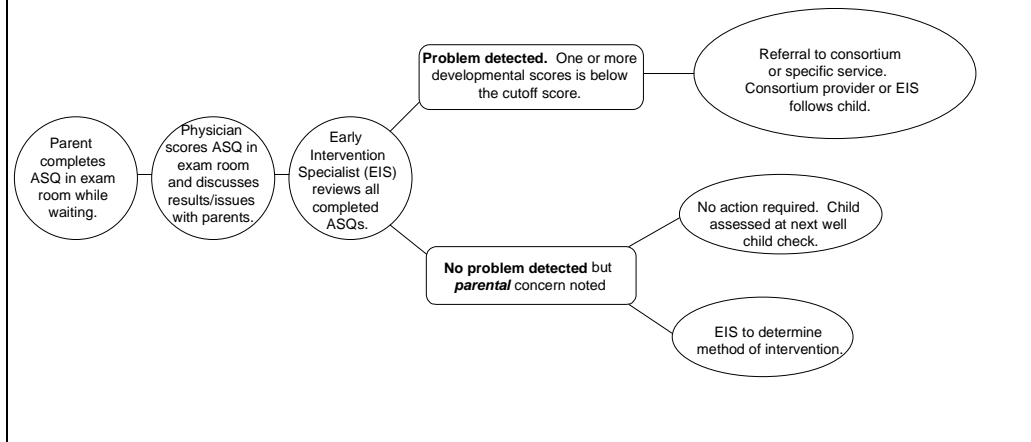 Parent
completes
ASQ in exam
room while
waiting.
Physician
scores ASQ in
exam room
and discusses
results/issues
with parents.
Early
Intervention
Specialist (EIS)
reviews all
completed
ASQs.
Problem detected. One or more
developmental scores is below
the cutoff score.
Referral to consortium
or specific service.
Consortium provider or EIS
follows child.
No problem detected but
parental concern noted
No action required. Child
assessed at next well
child check.
EIS to determine
method of intervention.